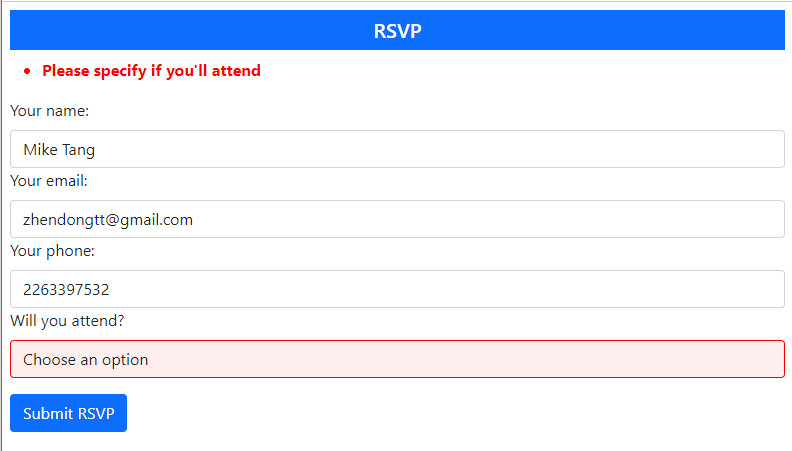 RSVP
Please specify if you'll attend
Your name:
Mike Tang
Your email:
zhendongtt@gmail.com
Your phone:
2263397532
Will you attend?
Choose an option
Submit RSVP